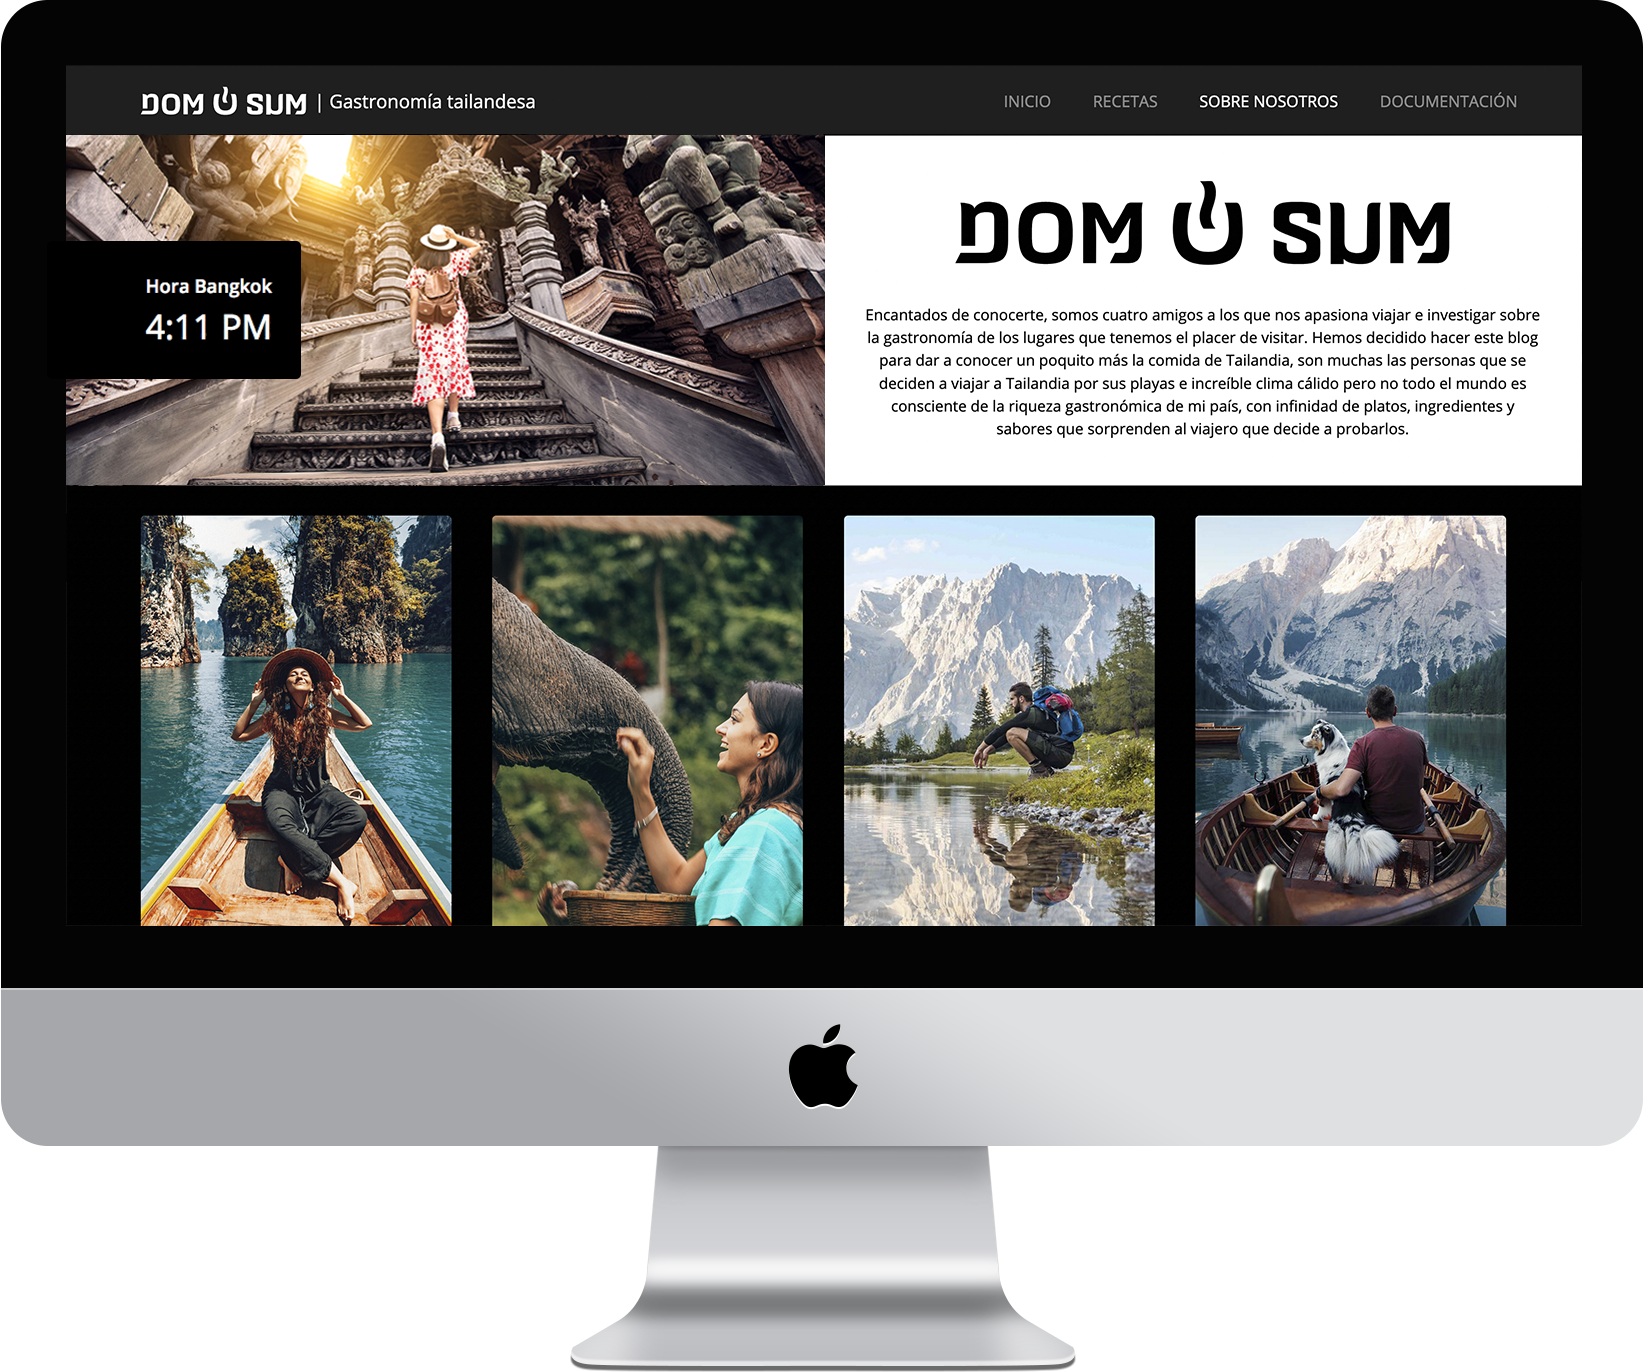 DOM SUM | Gastronomía tailandesa
INICIO RECETAS SOBRE NOSOTROS DOCUMENTACIÓN
Hora Bangkok
4:11 PM
DOM SUM
Encantados de conocerte, somos cuatro amigos a los que nos apasiona viajar e investigar sobre
la gastronomía de los lugares que tenemos el placer de visitar. Hemos decidido hacer este blog
para dar a conocer un poquito más la comida de Tailandia, son muchas las personas que se
deciden a viajar a Tailandia por sus playas e increíble clima cálido pero no todo el mundo es
consciente de la riqueza gastronómica de mi país, con infinidad de platos, ingredientes y
sabores que sorprenden al viajero que decide a probarlos.